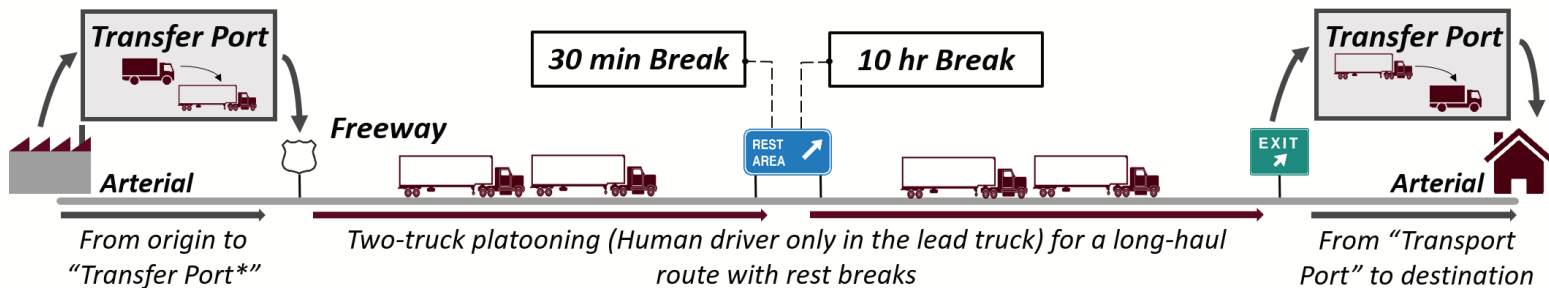 Transfer Port
30 min Break
10 hr Break
Transfer Port
Freeway
REST
AREA
EXIT
Arterial
Arterial
From origin to
“Transfer Port*”
Two-truck platooning (Human driver only in the lead truck) for a long-haul
route with rest breaks
From “Transport
Port” to destination